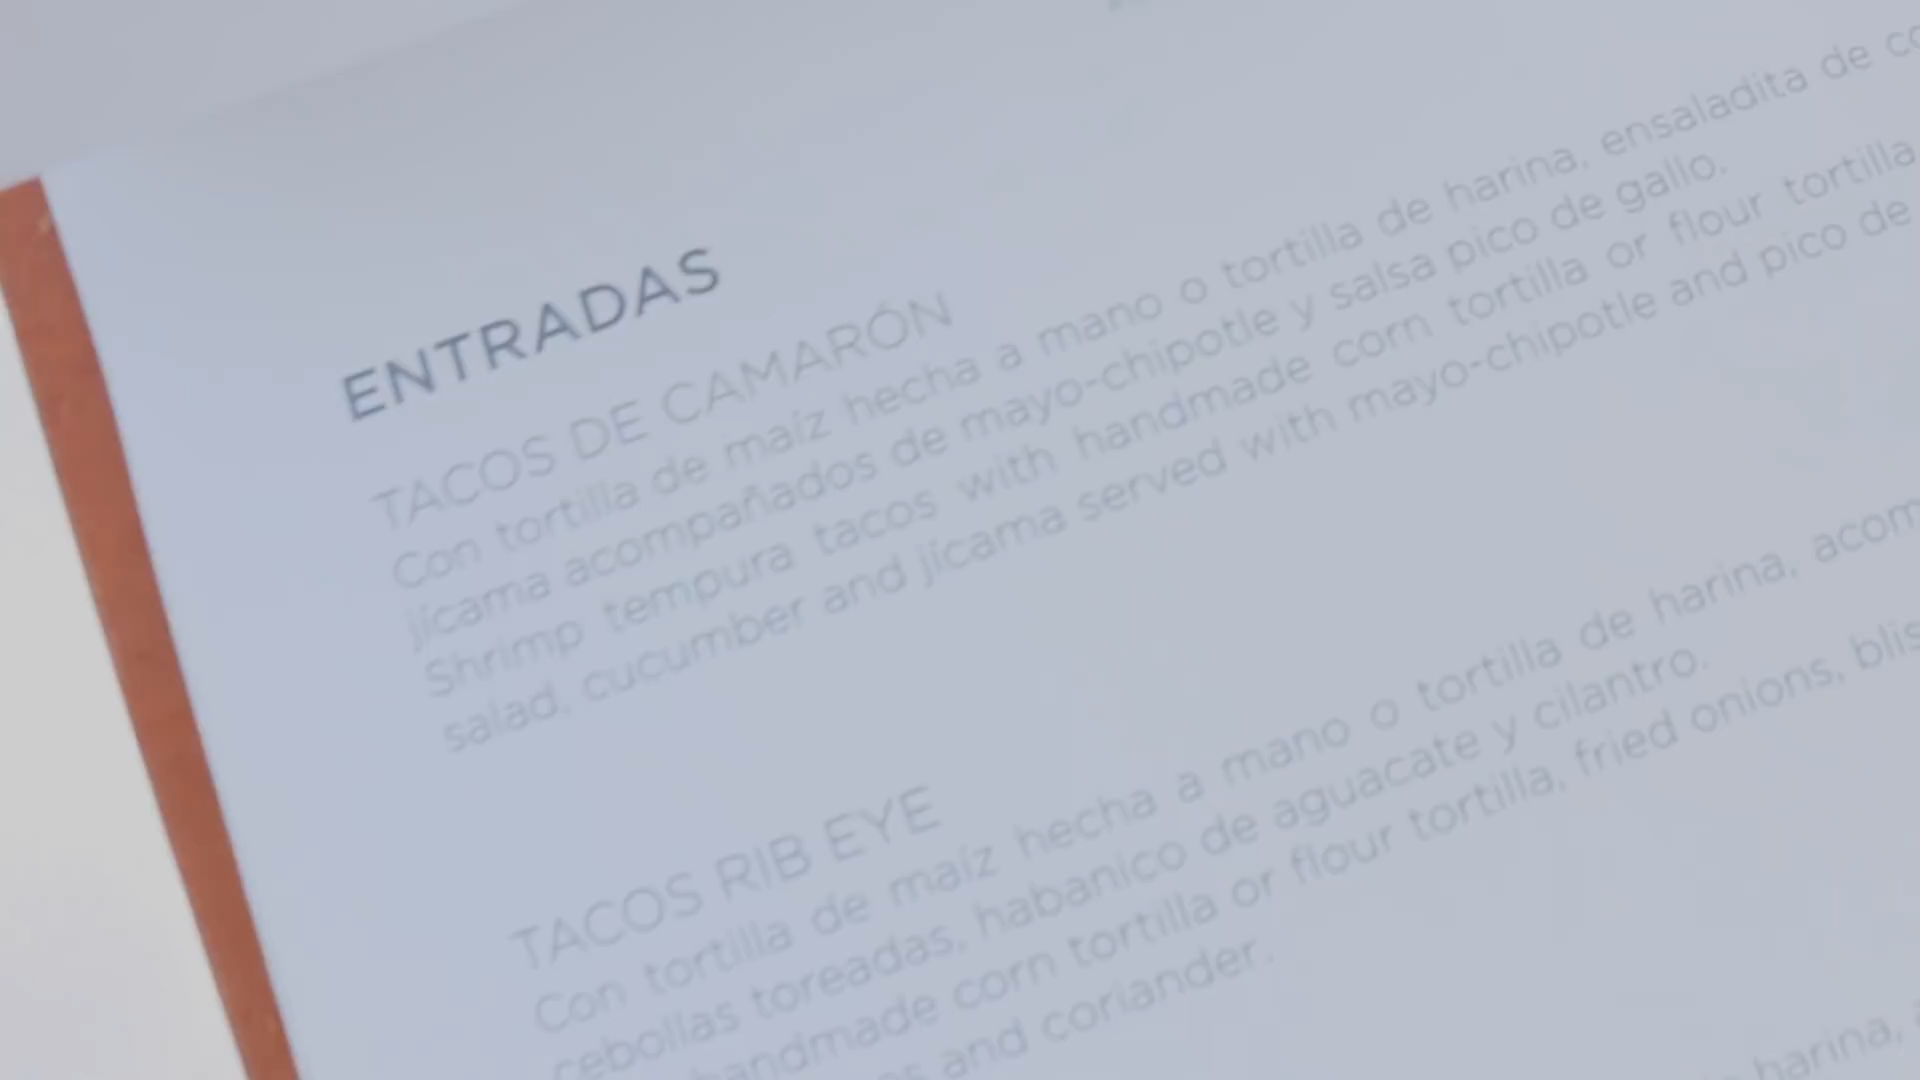 ENTRADAS
TACOS DE CAMARÓN
Con tortilla de maíz hecha a mano o tortilla de harina, ensaladita de
jícama acompañados de mayo-chipotle y salsa pico de gallo.
Shrimp tempura tacos with handmade corn tortilla or flour tortilla
salad, cucumber and jícama served with mayo-chipotle and pico de
TACOS RIB EYE
Con tortilla de maíz hecha a mano o tortilla de harina,
cebollas toreadas, habanico de aguacate y cilantro.
handmade corn tortilla or flour tortilla, fried onions,
and coriander.
harina,